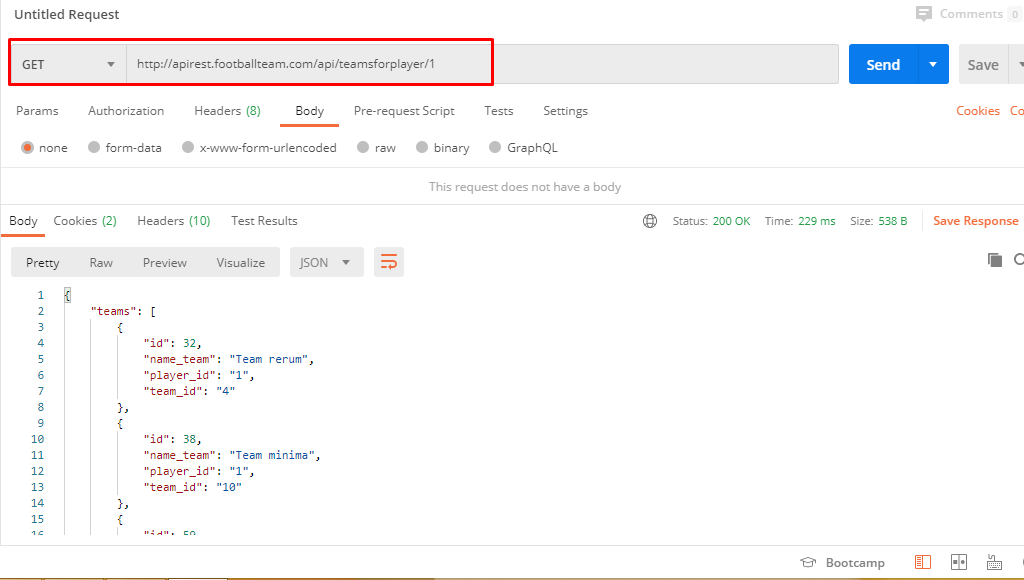 Untitled Request
Comments 0
GET http://apirest.footballteam.com/api/teamsforplayer/1 Send Save
Params Authorization Headers (8) Body Pre-request Script Tests Settings Cookies Co
none form-data x-www-form-urlencoded raw binary GraphQL
This request does not have a body
Body Cookies (2) Headers (10) Test Results Status: 200 OK Time: 229 ms Size: 538 B Save Response
Pretty Raw Preview Visualize JSON
1 {
2 "teams": [
3 {
4 "id": 32,
5 "name_team": "Team rerum",
6 "player_id": "1",
7 "team_id": "4"
8 },
9 {
10 "id": 38,
11 "name_team": "Team minima",
12 "player_id": "1",
13 "team_id": "10"
14 },
15 {
16 "id": 59,
Bootcamp